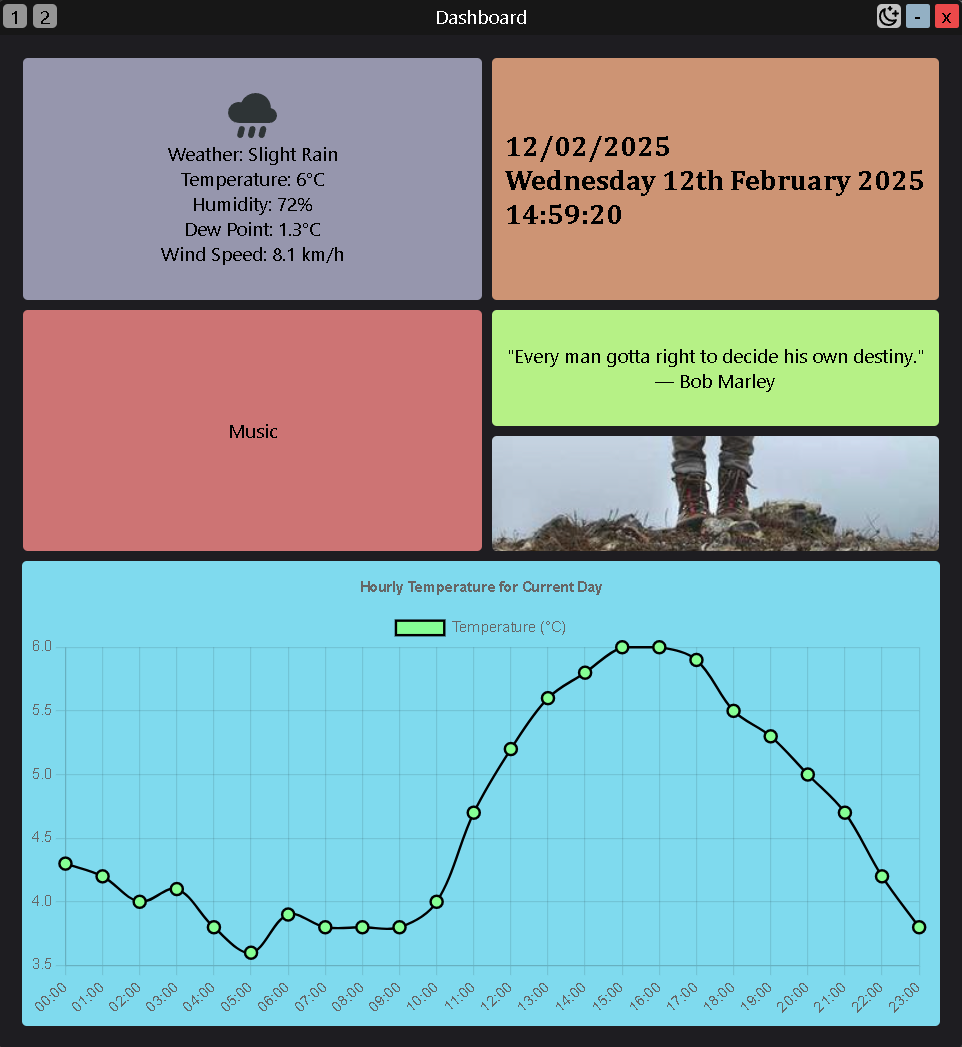 1 2 Dashboard - x
Weather: Slight Rain
Temperature: 6°C
Humidity: 72%
Dew Point: 1.3°C
Wind Speed: 8.1 km/h
12/02/2025
Wednesday 12th February 2025
14:59:20
Music
"Every man gotta right to decide his own destiny."
— Bob Marley
Hourly Temperature for Current Day
Temperature (°C)
6.0
5.5
5.0
4.5
4.0
3.5
00:00 01:00 02:00 03:00 04:00 05:00 06:00 07:00 08:00 09:00 10:00 11:00 12:00 13:00 14:00 15:00 16:00 17:00 18:00 19:00 20:00 21:00 22:00 23:00